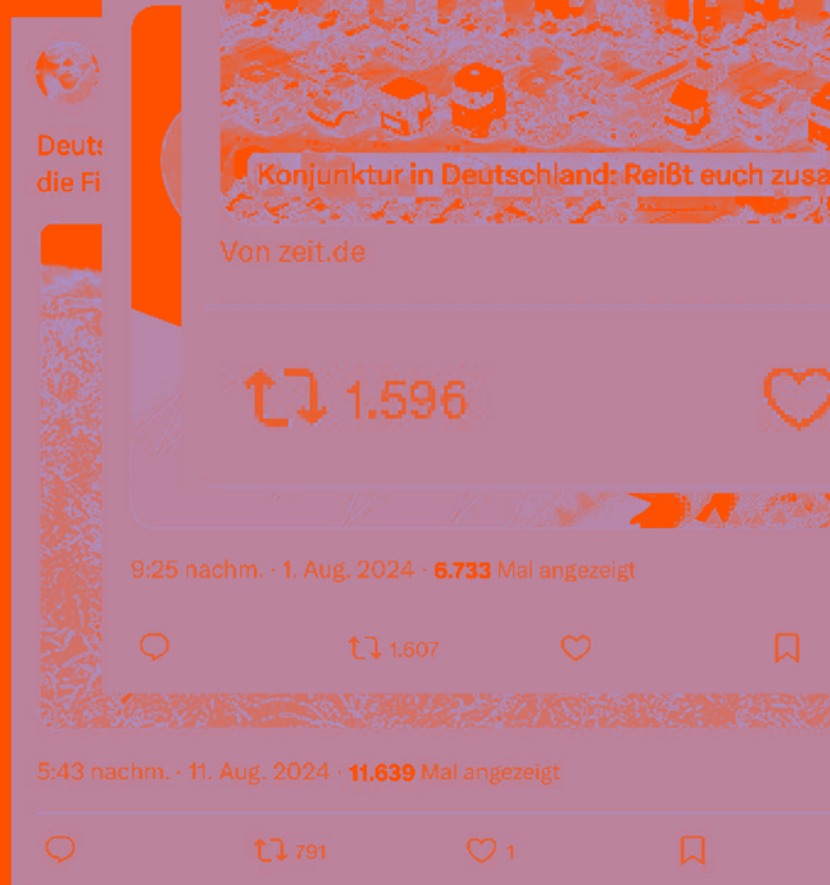 Deuts
die Fi
Konjunktur in Deutschland: Reißt euch zusa
Von zeit.de
1.596
9:25 nachm. · 1. Aug. 2024 · 6.733 Mal angezeigt
1.607
5:43 nachm. · 11. Aug. 2024 · 11.639 Mal angezeigt
791 1